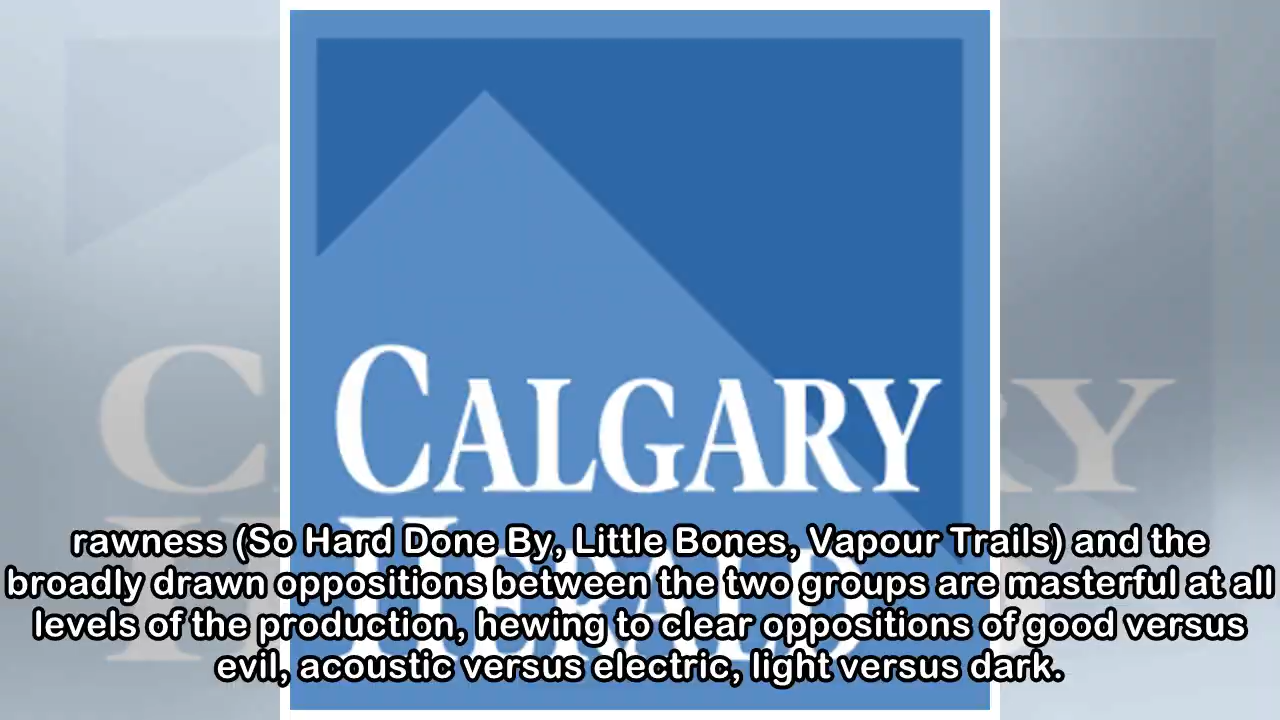 CALGARY
HERALD
rawness (So Hard Done By, Little Bones, Vapour Trails) and the
broadly drawn oppositions between the two groups are masterful at all
levels of the production, hewing to clear oppositions of good versus
evil, acoustic versus electric, light versus dark.